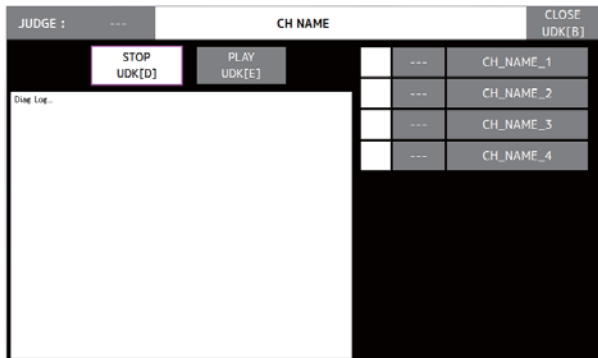 JUDGE : --- CH NAME CLOSE
UDK[B]
STOP
UDK[D]
PLAY
UDK[E]
Diag Log...
--- CH_NAME_1
--- CH_NAME_2
--- CH_NAME_3
--- CH_NAME_4